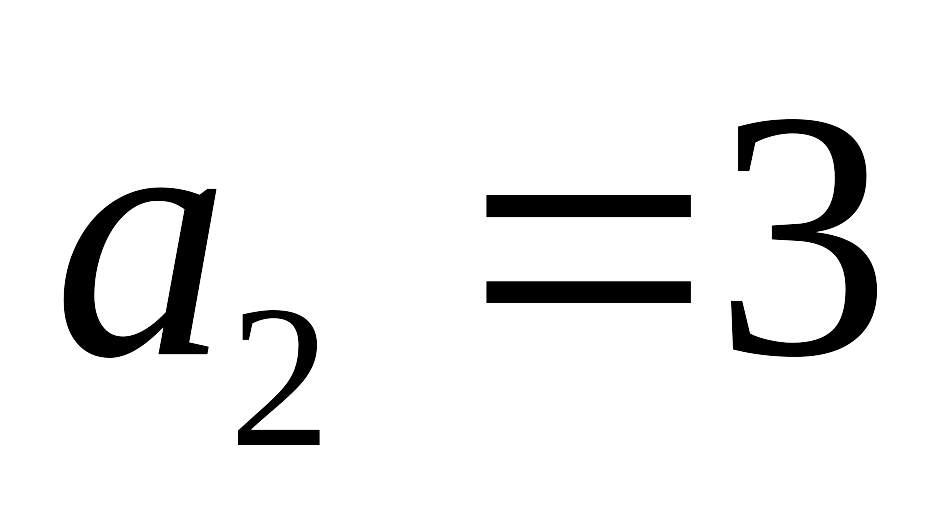 a₂ =3